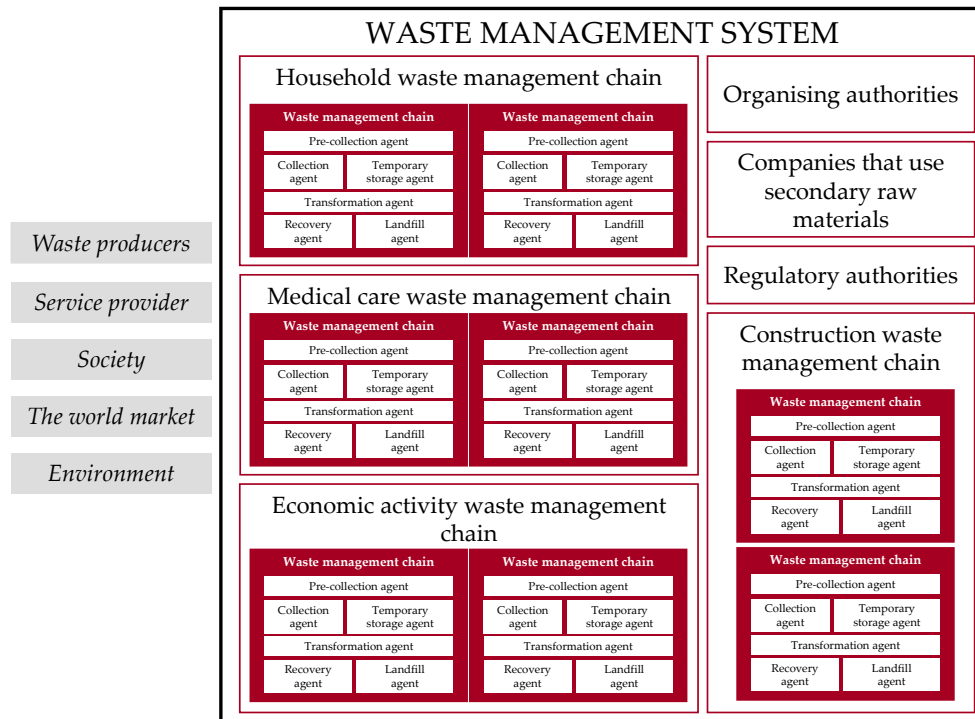 WASTE MANAGEMENT SYSTEM
Waste producers
Service provider
Society
The world market
Environment
Household waste management chain
Waste management chain
Pre-collection agent
Collection
agent
Temporary
storage agent
Transformation agent
Recovery
agent
Landfill
agent
Waste management chain
Pre-collection agent
Collection
agent
Temporary
storage agent
Transformation agent
Recovery
agent
Landfill
agent
Medical care waste management chain
Waste management chain
Pre-collection agent
Collection
agent
Temporary
storage agent
Transformation agent
Recovery
agent
Landfill
agent
Waste management chain
Pre-collection agent
Collection
agent
Temporary
storage agent
Transformation agent
Recovery
agent
Landfill
agent
Economic activity waste management
chain
Waste management chain
Pre-collection agent
Collection
agent
Temporary
storage agent
Transformation agent
Recovery
agent
Landfill
agent
Waste management chain
Pre-collection agent
Collection
agent
Temporary
storage agent
Transformation agent
Recovery
agent
Landfill
agent
Organising authorities
Companies that use
secondary raw
materials
Regulatory authorities
Construction waste
management chain
Waste management chain
Pre-collection agent
Collection
agent
Temporary
storage agent
Transformation agent
Recovery
agent
Landfill
agent
Waste management chain
Pre-collection agent
Collection
agent
Temporary
storage agent
Transformation agent
Recovery
agent
Landfill
agent